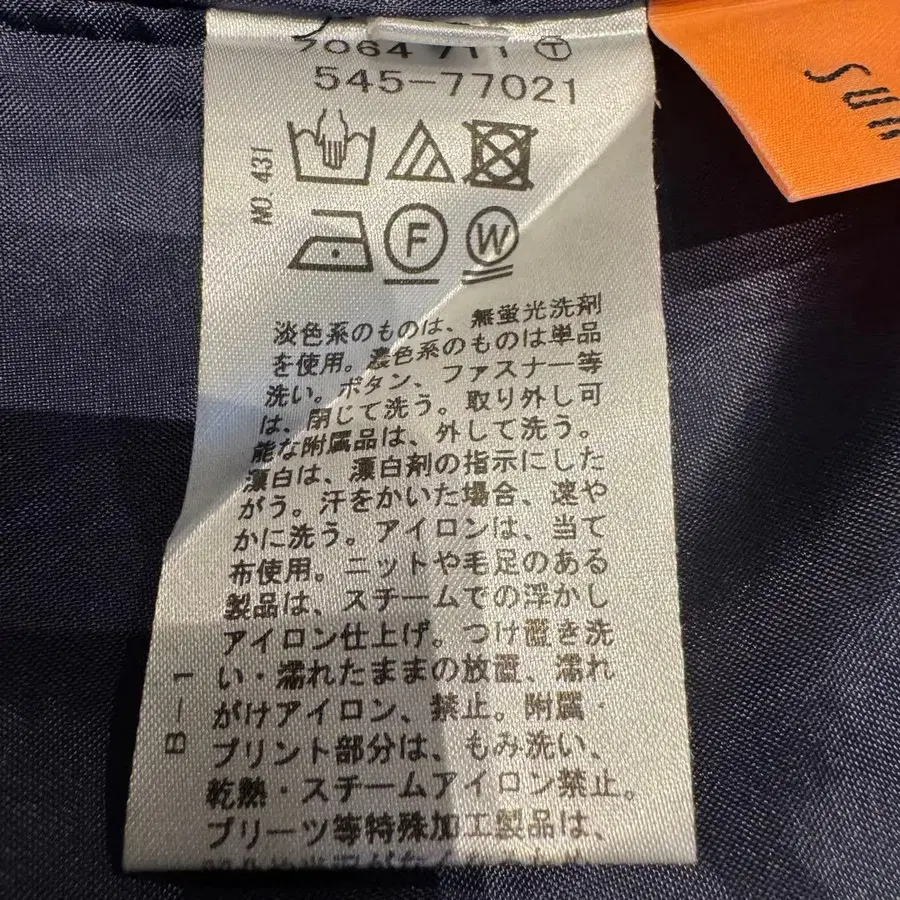 7064 711 Ⓣ
545-77021
NO. 431
F
W
淡色系のものは、無蛍光洗剤
を使用。濃色系のものは単品
洗い。ボタン、ファスナー等
は、閉じて洗う。取り外し可
能な附属品は、外して洗う。
漂白は、漂白剤の指示にした
がう。汗をかいた場合、速や
かに洗う。アイロンは、当て
布使用。ニットや毛足のある
製品は、スチームでの浮かし
アイロン仕上げ。つけ置き洗
い・濡れたままの放置、濡れ
がけアイロン、禁止。附属・
プリント部分は、もみ洗い、
乾熱・スチームアイロン禁止。
プリーツ等特殊加工製品は、
B-1